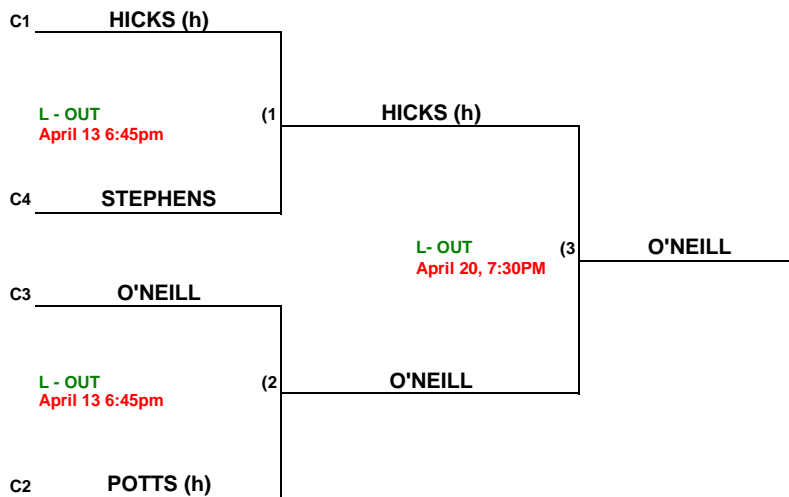 C1 HICKS (h)
L - OUT (1
April 13 6:45pm
HICKS (h)
C4 STEPHENS
L- OUT (3
April 20, 7:30PM
O'NEILL
C3 O'NEILL
L - OUT (2
April 13 6:45pm
O'NEILL
C2 POTTS (h)